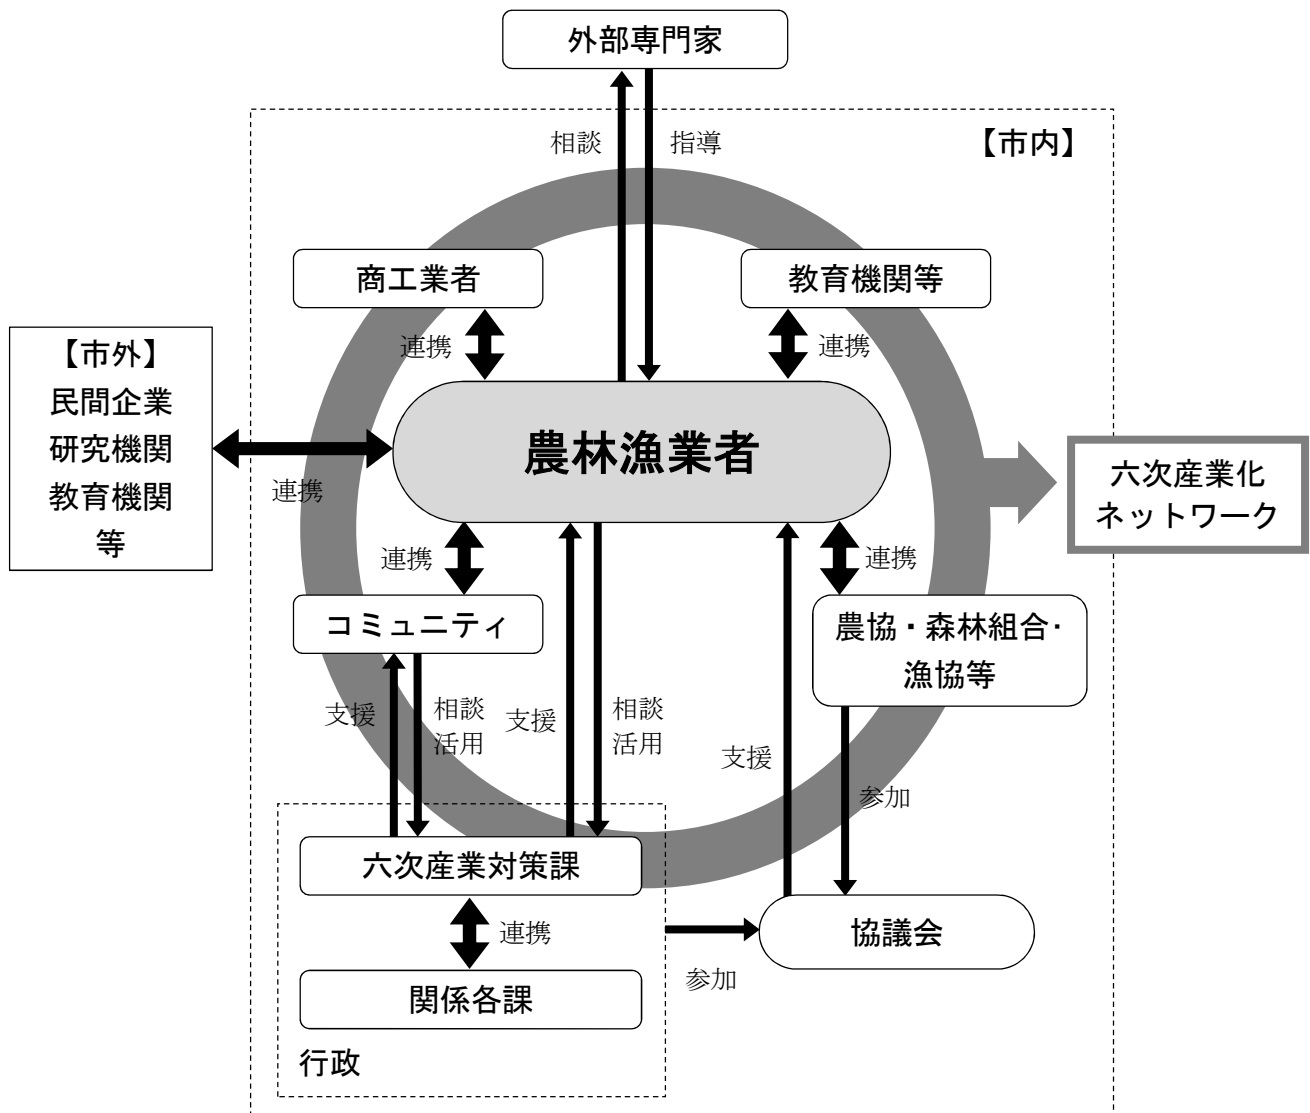 外部専門家
相談
指導
【市内】
商工業者
教育機関等
連携
連携
【市外】
民間企業
研究機関
教育機関
等
連携
農林漁業者
六次産業化
ネットワーク
連携
連携
コミュニティ
農協・森林組合・
漁協等
支援
相談
活用
支援
相談
活用
支援
参加
六次産業対策課
連携
関係各課
行政
参加
協議会